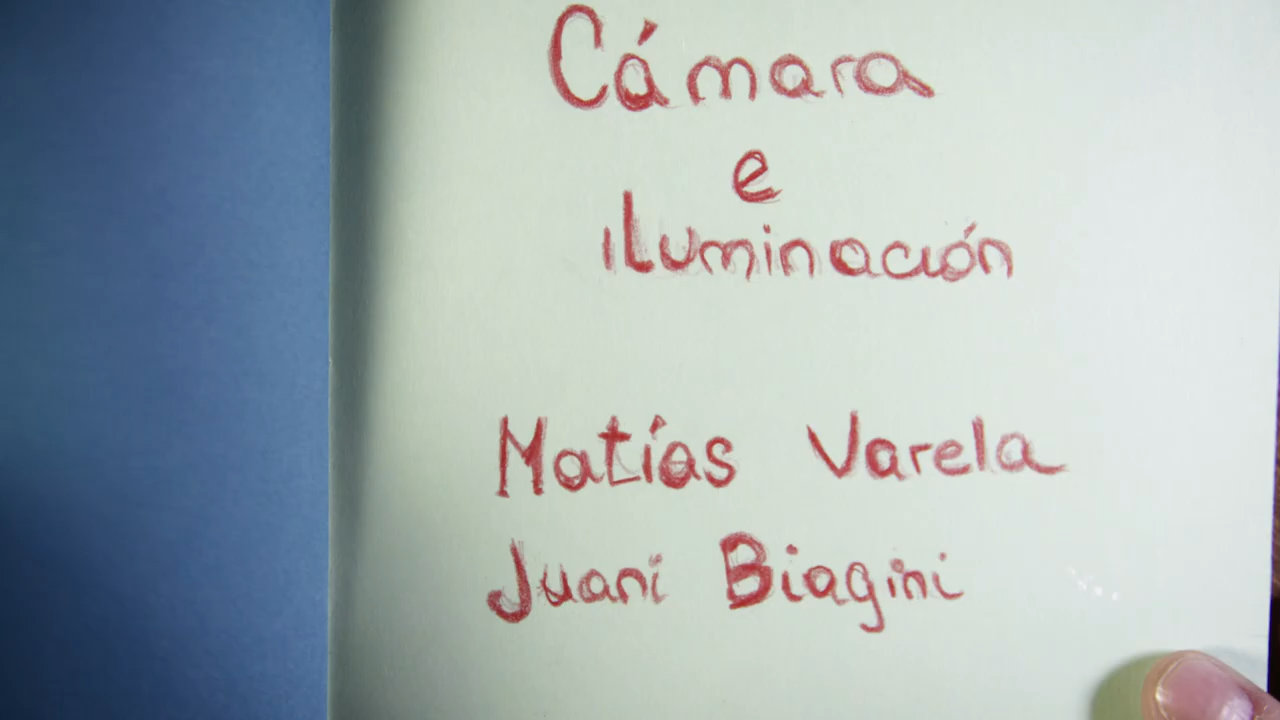 Cámara
e
iluminación
Matías Varela
Juani Biagini